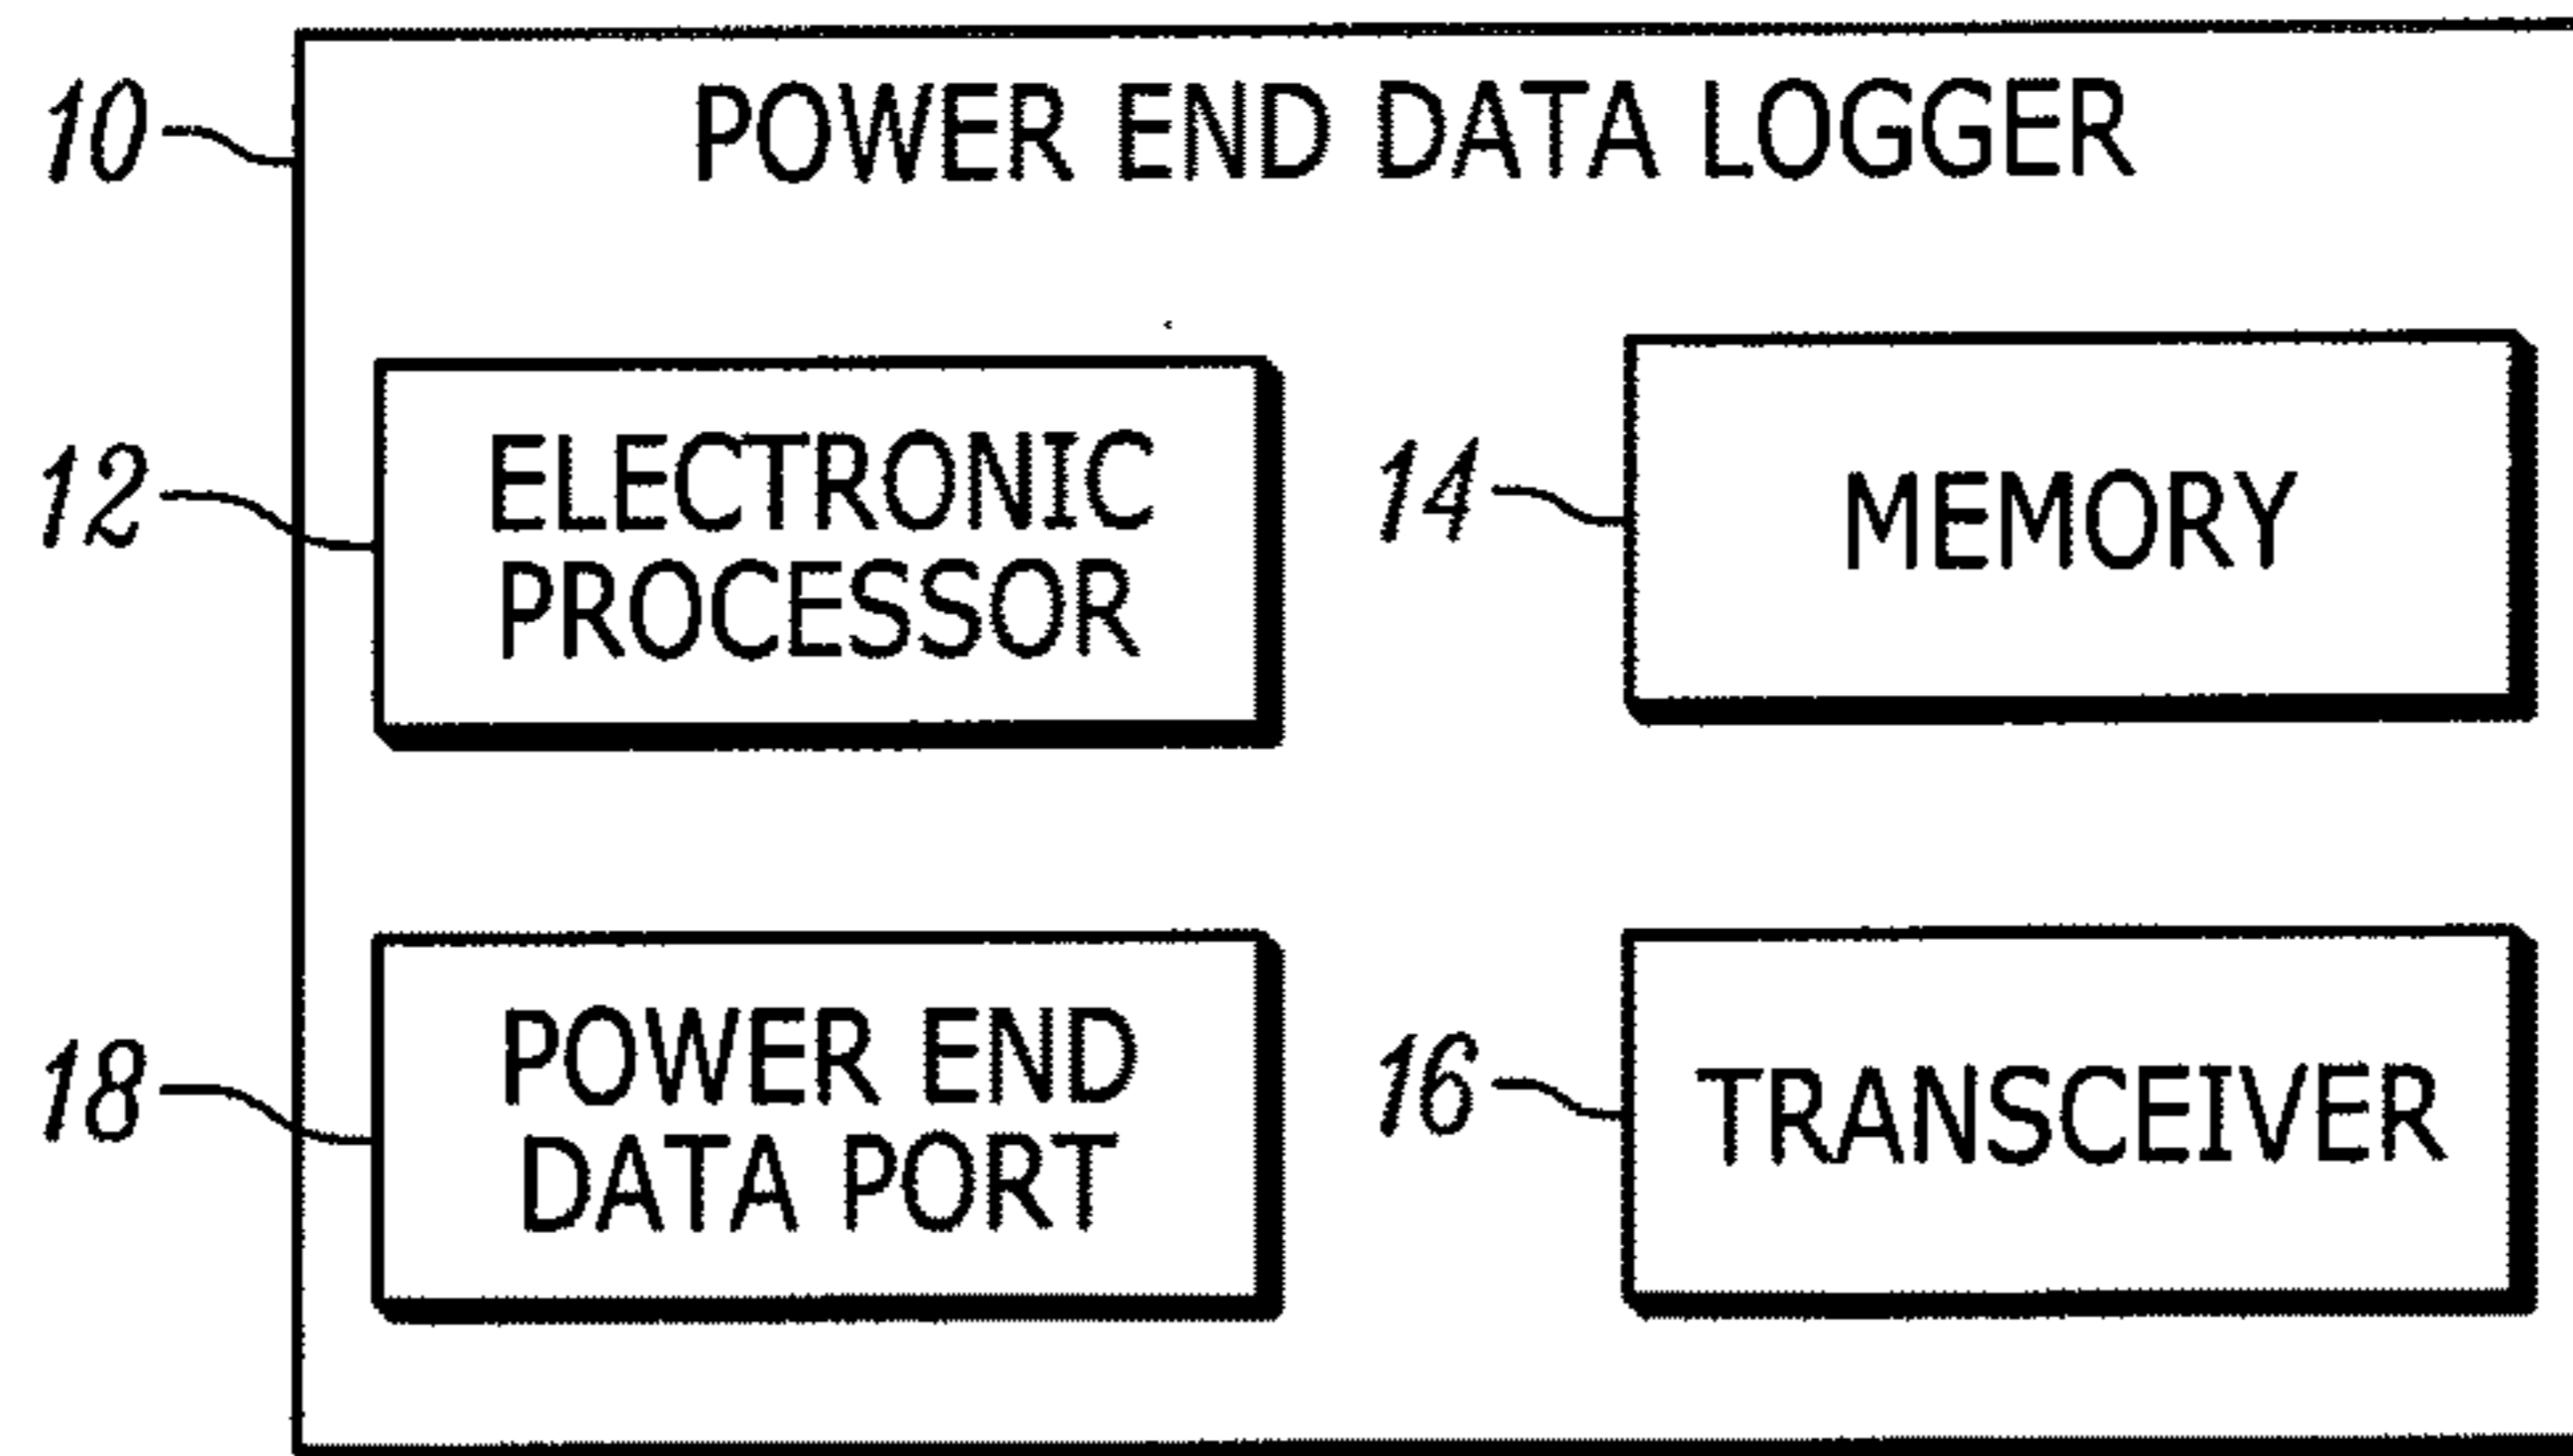 10
POWER END DATA LOGGER
12
ELECTRONIC
PROCESSOR
14
MEMORY
18
POWER END
DATA PORT
16
TRANSCEIVER